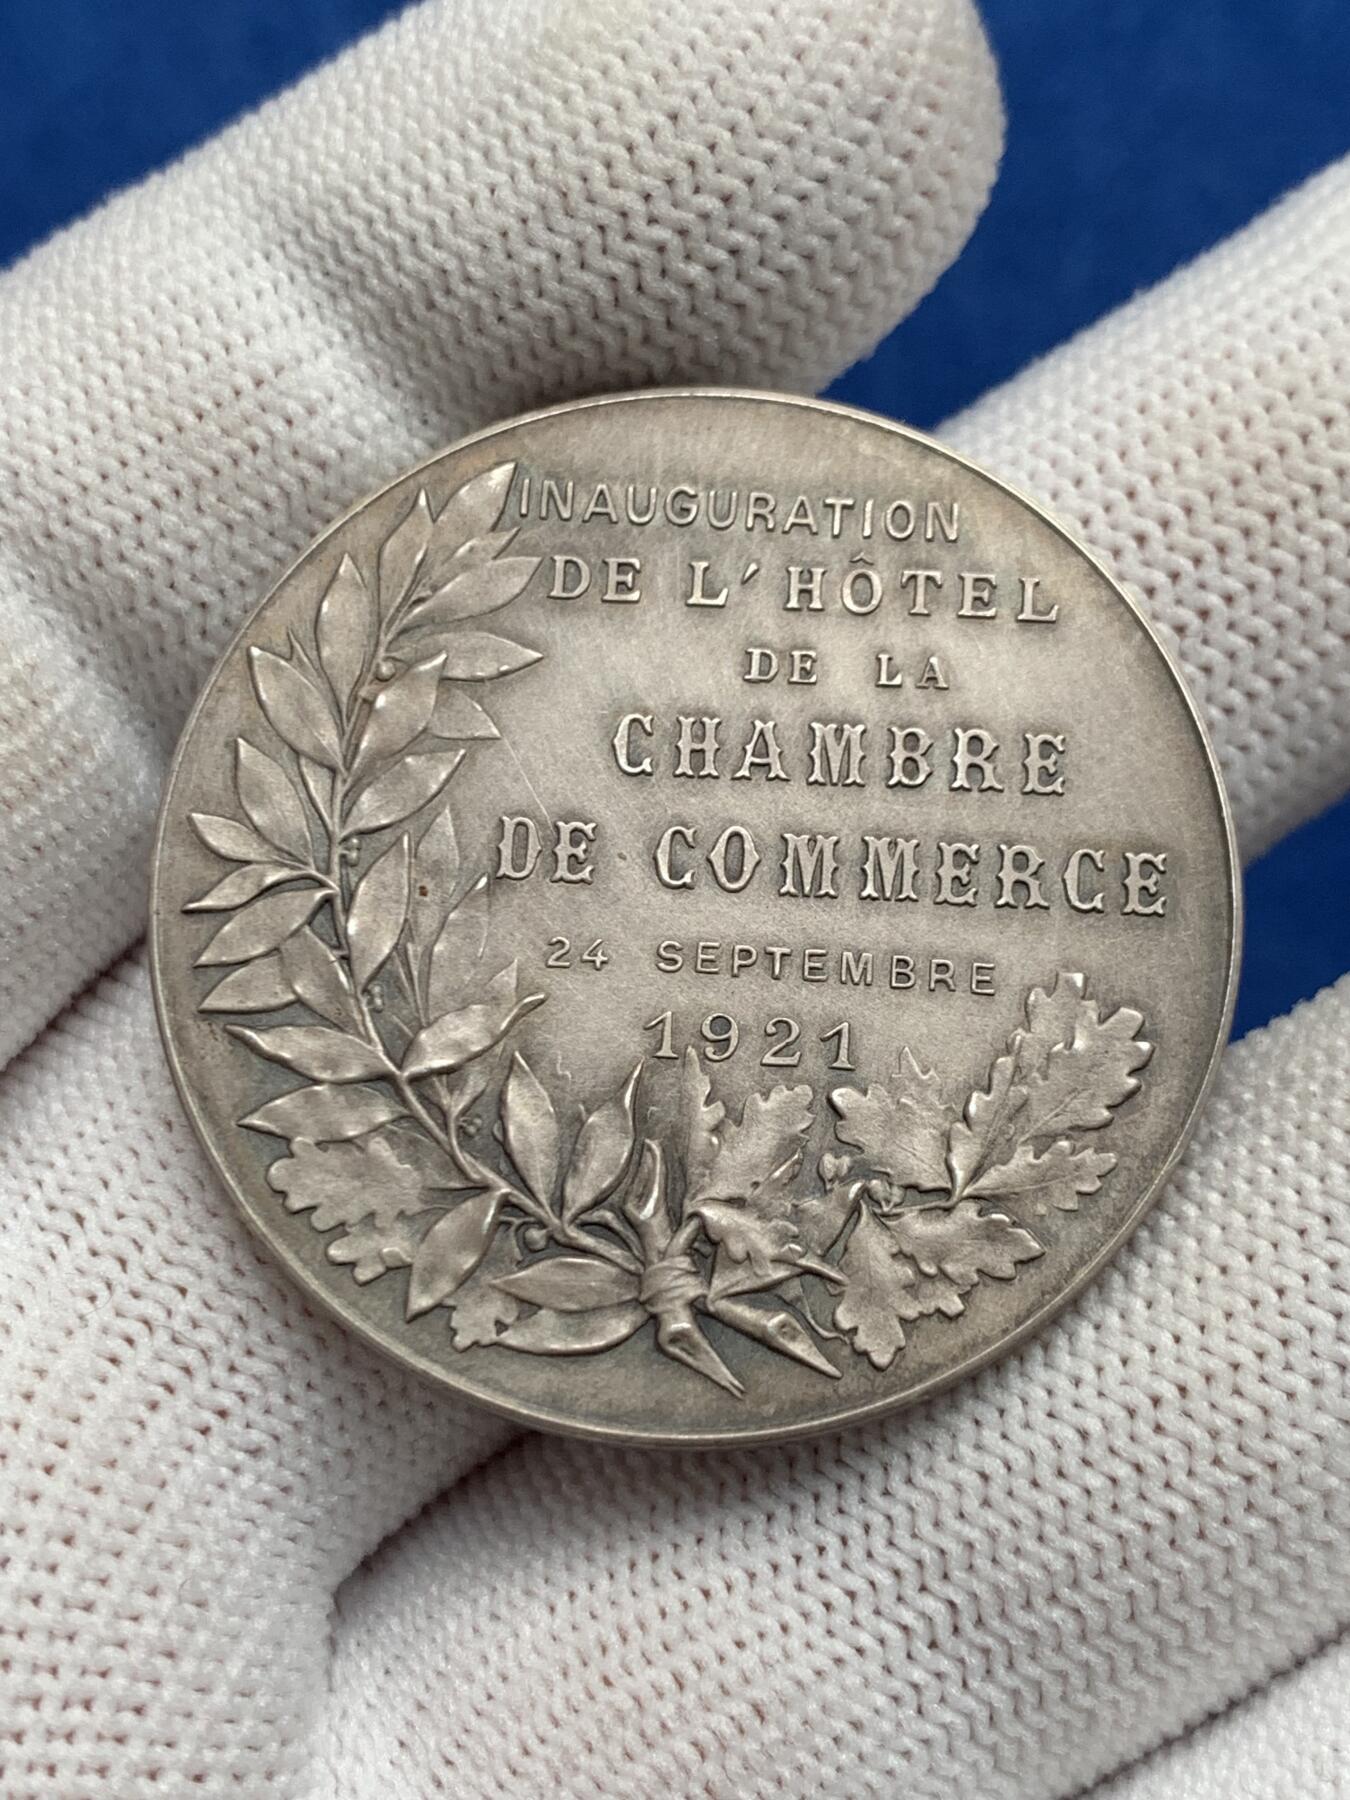 INAUGURATION
DE L'HÔTEL
DE LA
CHAMBRE
DE COMMERCE
24 SEPTEMBRE
1921